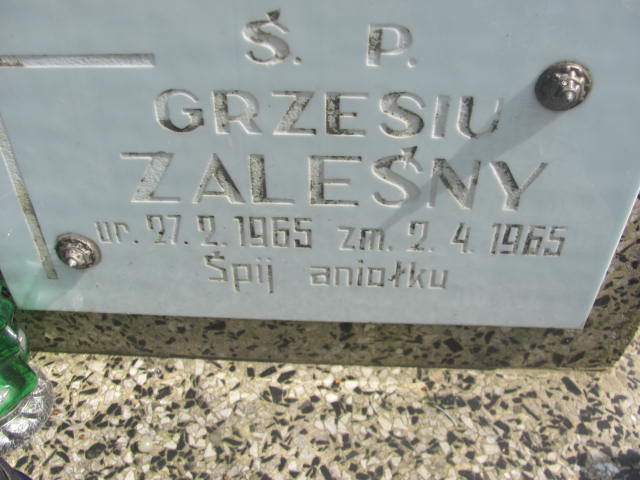 Ś. P.
GRZESIU
ZALEŚNY
ur. 27. 2. 1965 zm. 2. 4. 1965
Śpij aniołku